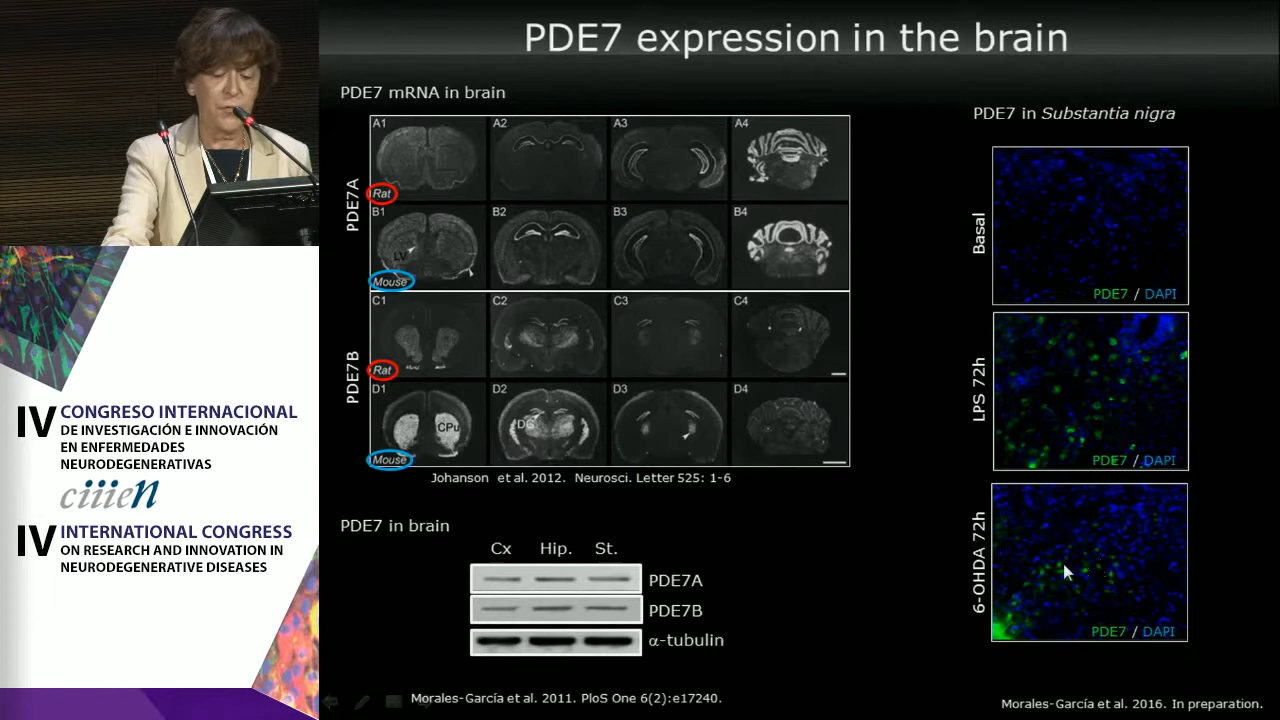 PDE7 expression in the brain
PDE7 mRNA in brain
PDE7 in Substantia nigra
A1
A2
A3
A4
Rat
PDE7A
B1
B2
B3
B4
LV
Mouse
C1
C2
C3
C4
Rat
PDE7B
D1
D2
D3
D4
CPu
DG
Mouse
Johanson et al. 2012. Neurosci. Letter 525: 1-6
PDE7 in brain
Cx Hip. St.
PDE7A
PDE7B
α-tubulin
Morales-García et al. 2011. PloS One 6(2):e17240.
Basal
PDE7 / DAPI
LPS 72h
PDE7 / DAPI
6-OHDA 72h
PDE7 / DAPI
Morales-García et al. 2016. In preparation.
IV CONGRESO INTERNACIONAL
DE INVESTIGACIÓN E INNOVACIÓN
EN ENFERMEDADES
NEURODEGENERATIVAS
ciiieN
IV INTERNATIONAL CONGRESS
ON RESEARCH AND INNOVATION IN
NEURODEGENERATIVE DISEASES